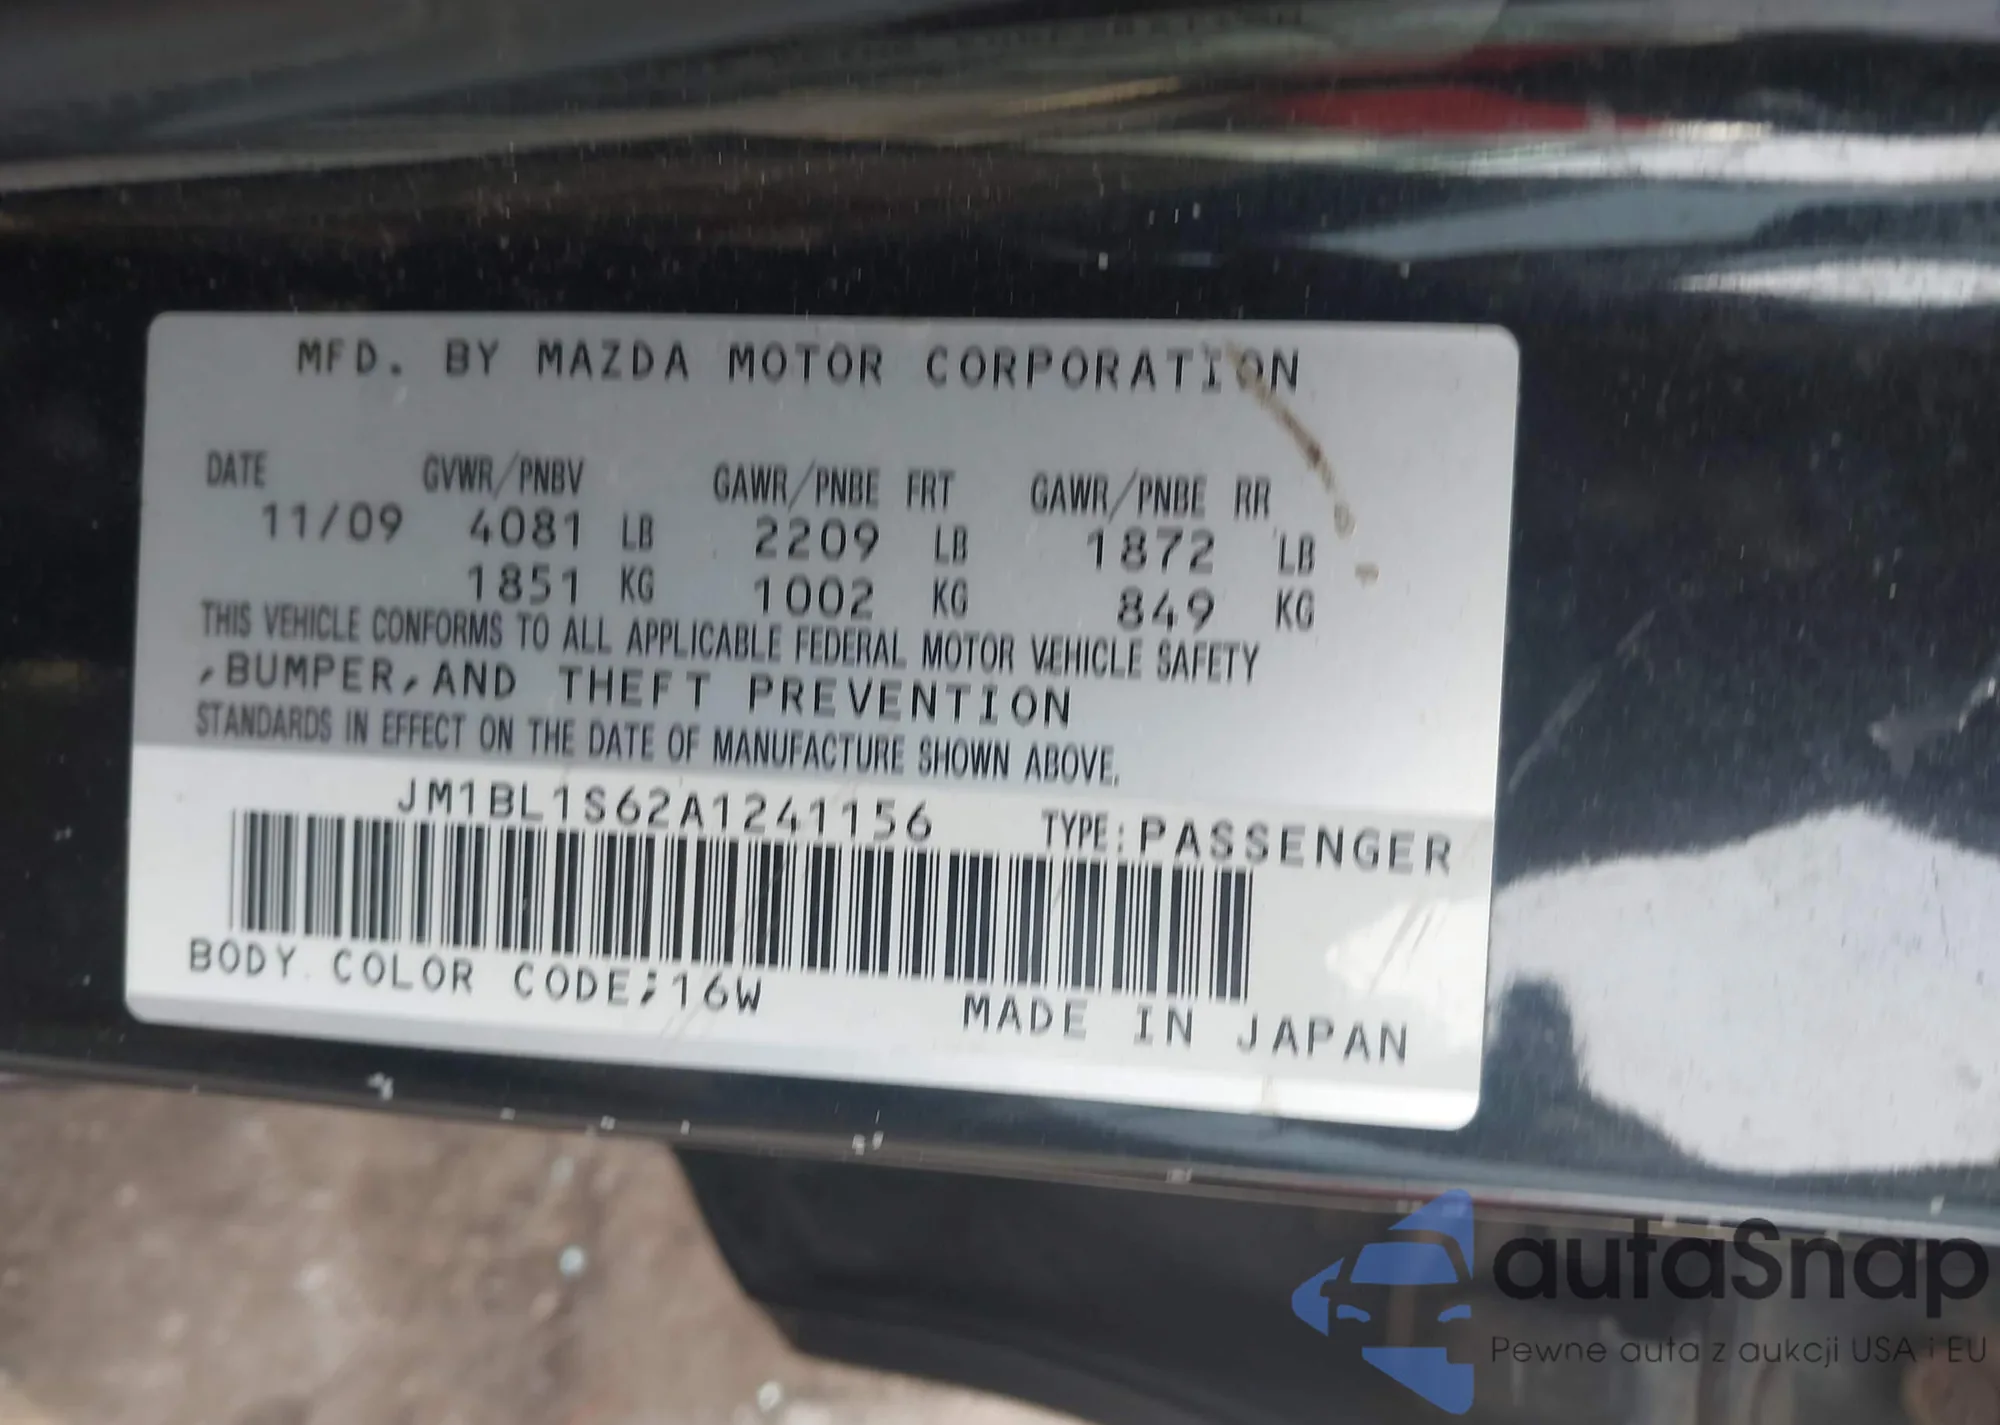 MFD. BY MAZDA MOTOR CORPORATION
DATE GVWR/PNBV GAWR/PNBE FRT GAWR/PNBE RR
11/09 4081 LB 2209 LB 1872 LB
1851 KG 1002 KG 849 KG
THIS VEHICLE CONFORMS TO ALL APPLICABLE FEDERAL MOTOR VEHICLE SAFETY
,BUMPER,AND THEFT PREVENTION
STANDARDS IN EFFECT ON THE DATE OF MANUFACTURE SHOWN ABOVE.
JM1BL1S62A1241156 TYPE:PASSENGER
BODY COLOR CODE;16W
MADE IN JAPAN
autaSnap
Pewne auta z aukcji USA i EU